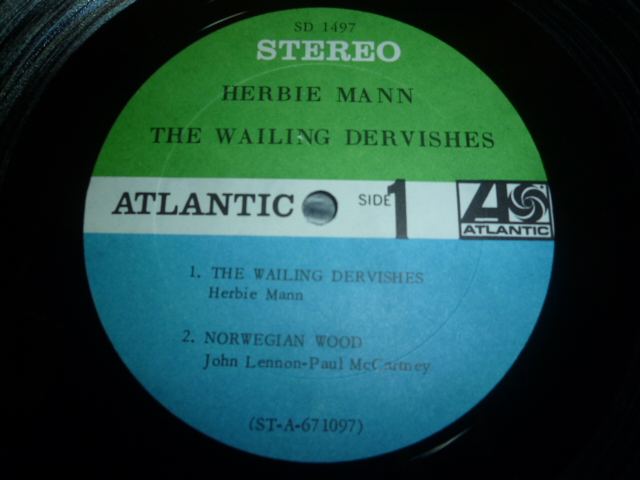 SD 1497
STEREO
HERBIE MANN
THE WAILING DERVISHES
ATLANTIC
SIDE 1
ATLANTIC
1. THE WAILING DERVISHES
Herbie Mann
2. NORWEGIAN WOOD
John Lennon-Paul McCartney
(ST-A-671097)